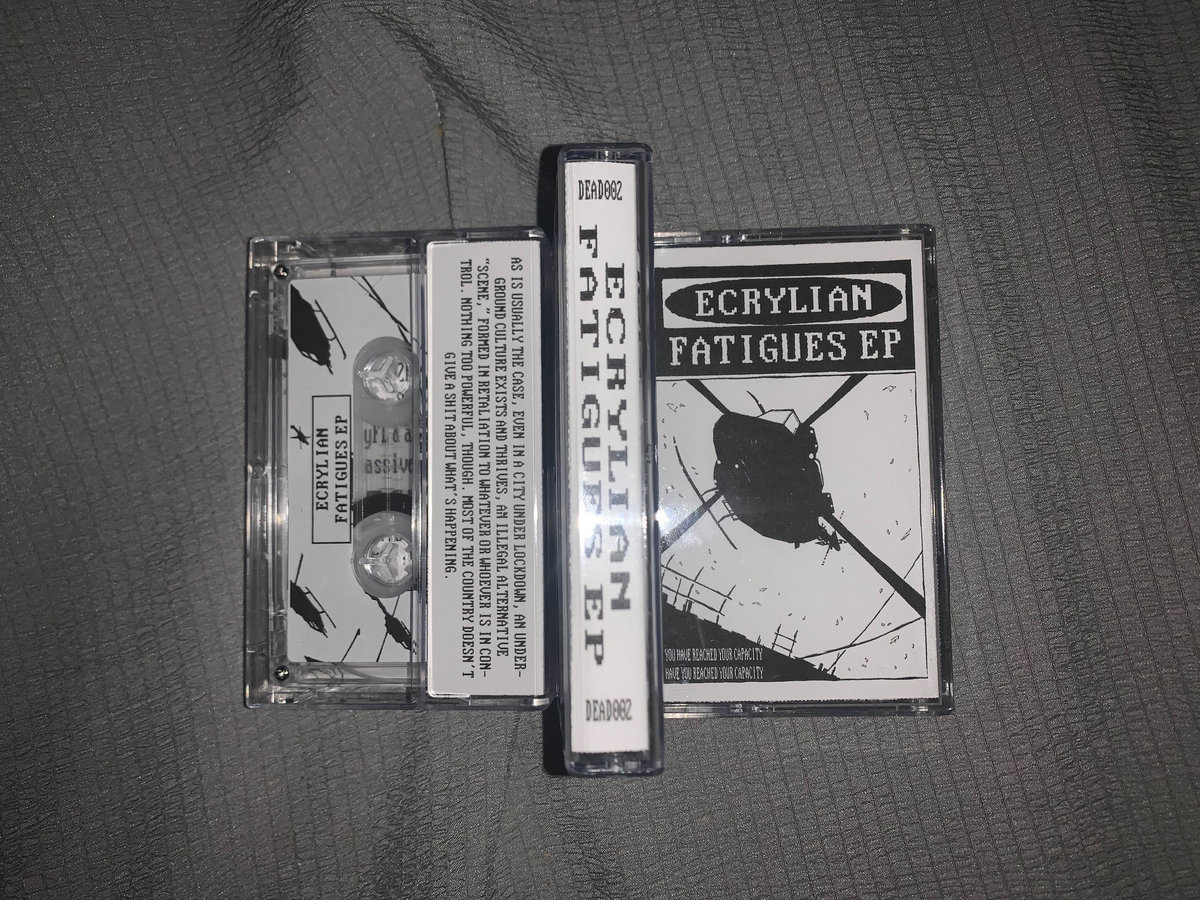 ECRYLIAN
FATIGUES EP
AS IS USUALLY THE CASE, EVEN IN A CITY UNDER LOCKDOWN, AN UNDER-
GROUND CULTURE EXISTS AND THRIVES, AN ILLEGAL ALTERNATIVE
"SCENE," FORMED IN RETALIATION TO WHATEVER OR WHOEVER IS IN CON-
TROL. NOTHING TOO POWERFUL, THOUGH. MOST OF THE COUNTRY DOESN'T
GIVE A SHIT ABOUT WHAT'S HAPPENING.
DEAD002
ECRYLIAN
FATIGUES EP
DEAD002
ECRYLIAN
FATIGUES EP
YOU HAVE REACHED YOUR CAPACITY
HAVE YOU REACHED YOUR CAPACITY